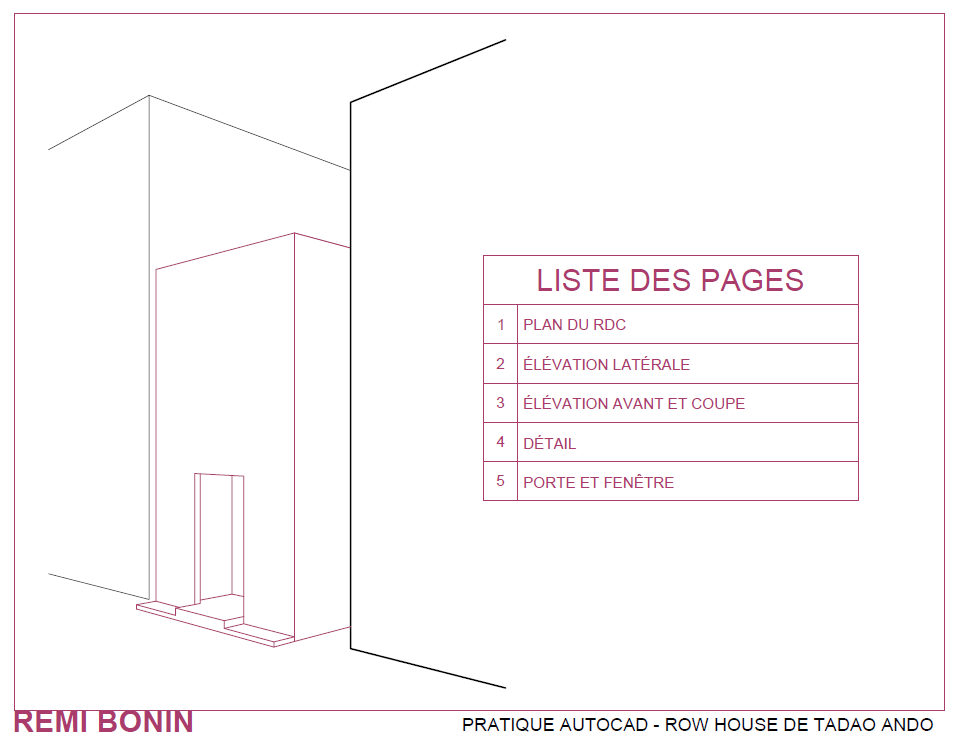 LISTE DES PAGES
1 PLAN DU RDC
2 ÉLÉVATION LATÉRALE
3 ÉLÉVATION AVANT ET COUPE
4 DÉTAIL
5 PORTE ET FENÊTRE
REMI BONIN
PRATIQUE AUTOCAD - ROW HOUSE DE TADAO ANDO